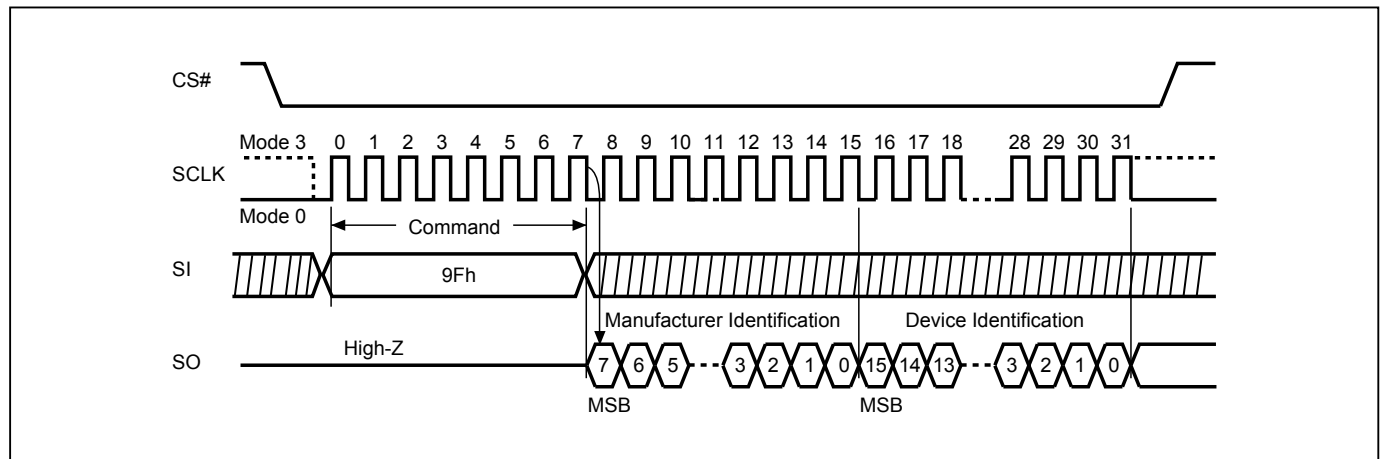 CS#
Mode 3 0 1 2 3 4 5 6 7 8 9 10 11 12 13 14 15 16 17 18 28 29 30 31
SCLK
Mode 0
Command
SI
9Fh
Manufacturer Identification Device Identification
High-Z
SO
7 6 5 3 2 1 0 15 14 13 3 2 1 0
MSB MSB